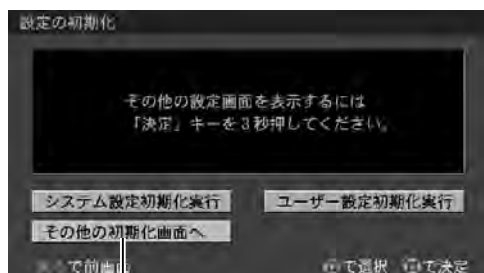 設定の初期化
その他の設定画面を表示するには
「決定」キーを3秒押してください。
システム設定初期化実行
ユーザー設定初期化実行
その他の初期化画面へ
で前画面
で選択 で決定